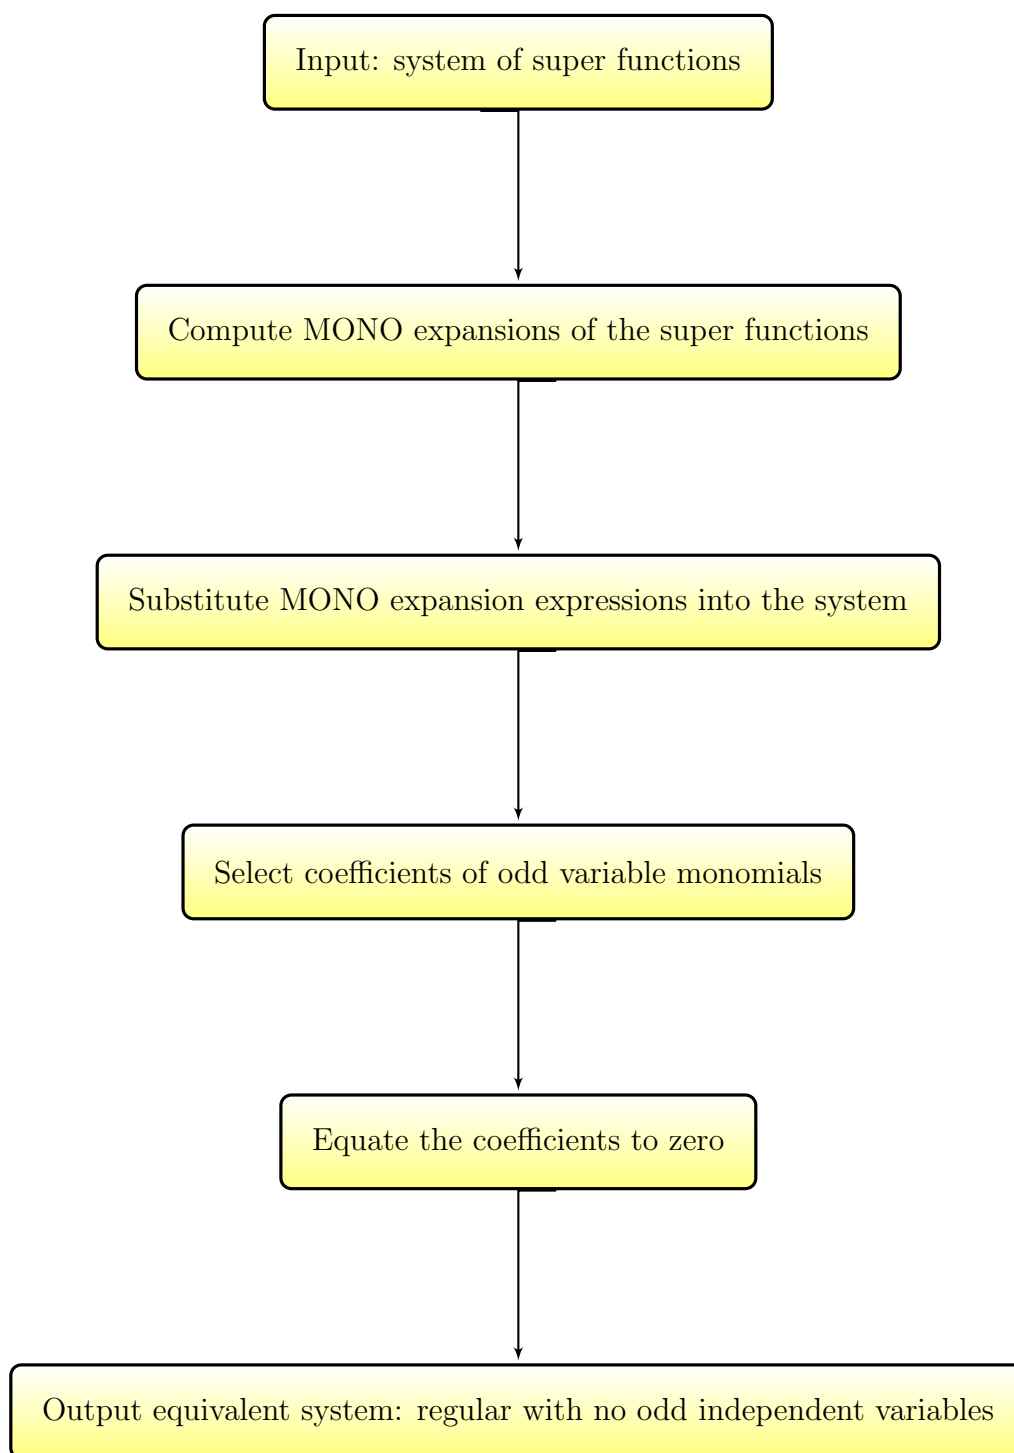 Input: system of super functions
Compute MONO expansions of the super functions
Substitute MONO expansion expressions into the system
Select coefficients of odd variable monomials
Equate the coefficients to zero
Output equivalent system: regular with no odd independent variables